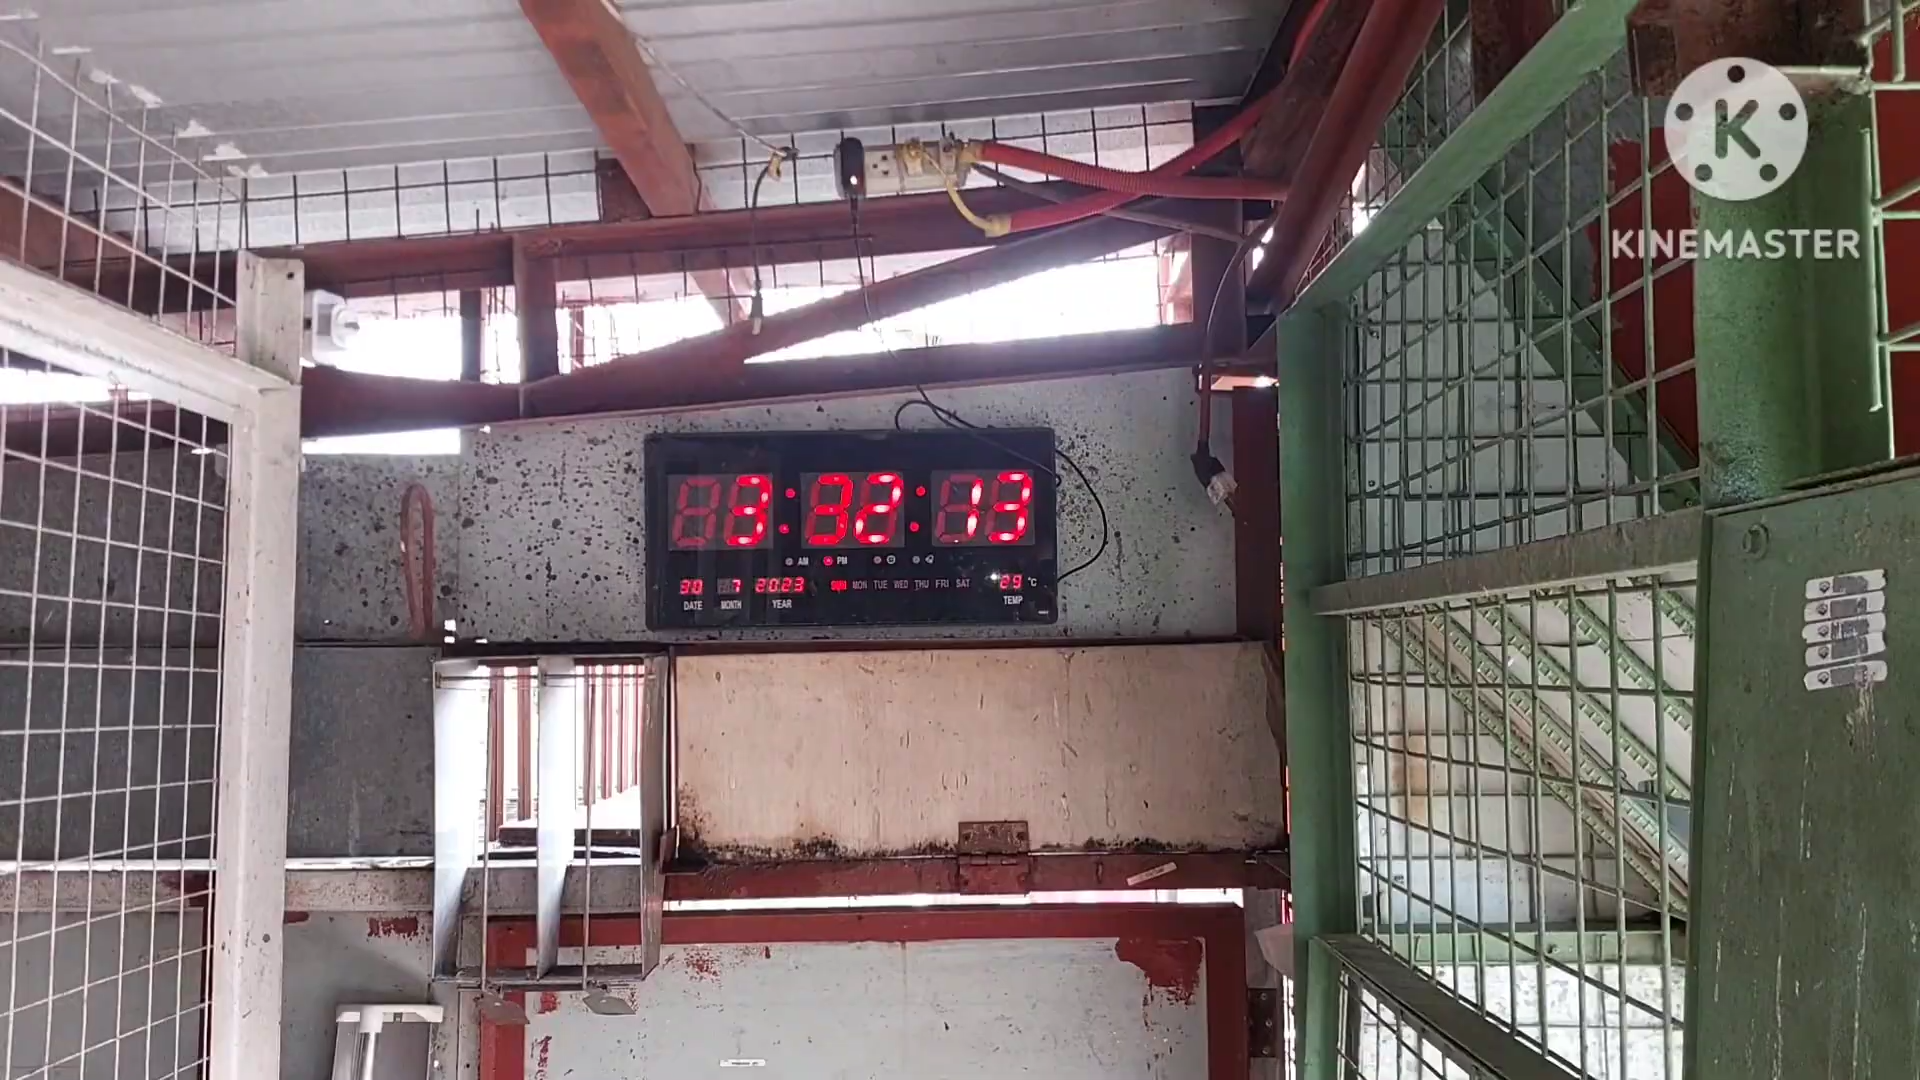 K
KINEMASTER
3:32:13
AM PM
30 7 2023 SUN MON TUE WED THU FRI SAT 29 °C
DATE MONTH YEAR TEMP